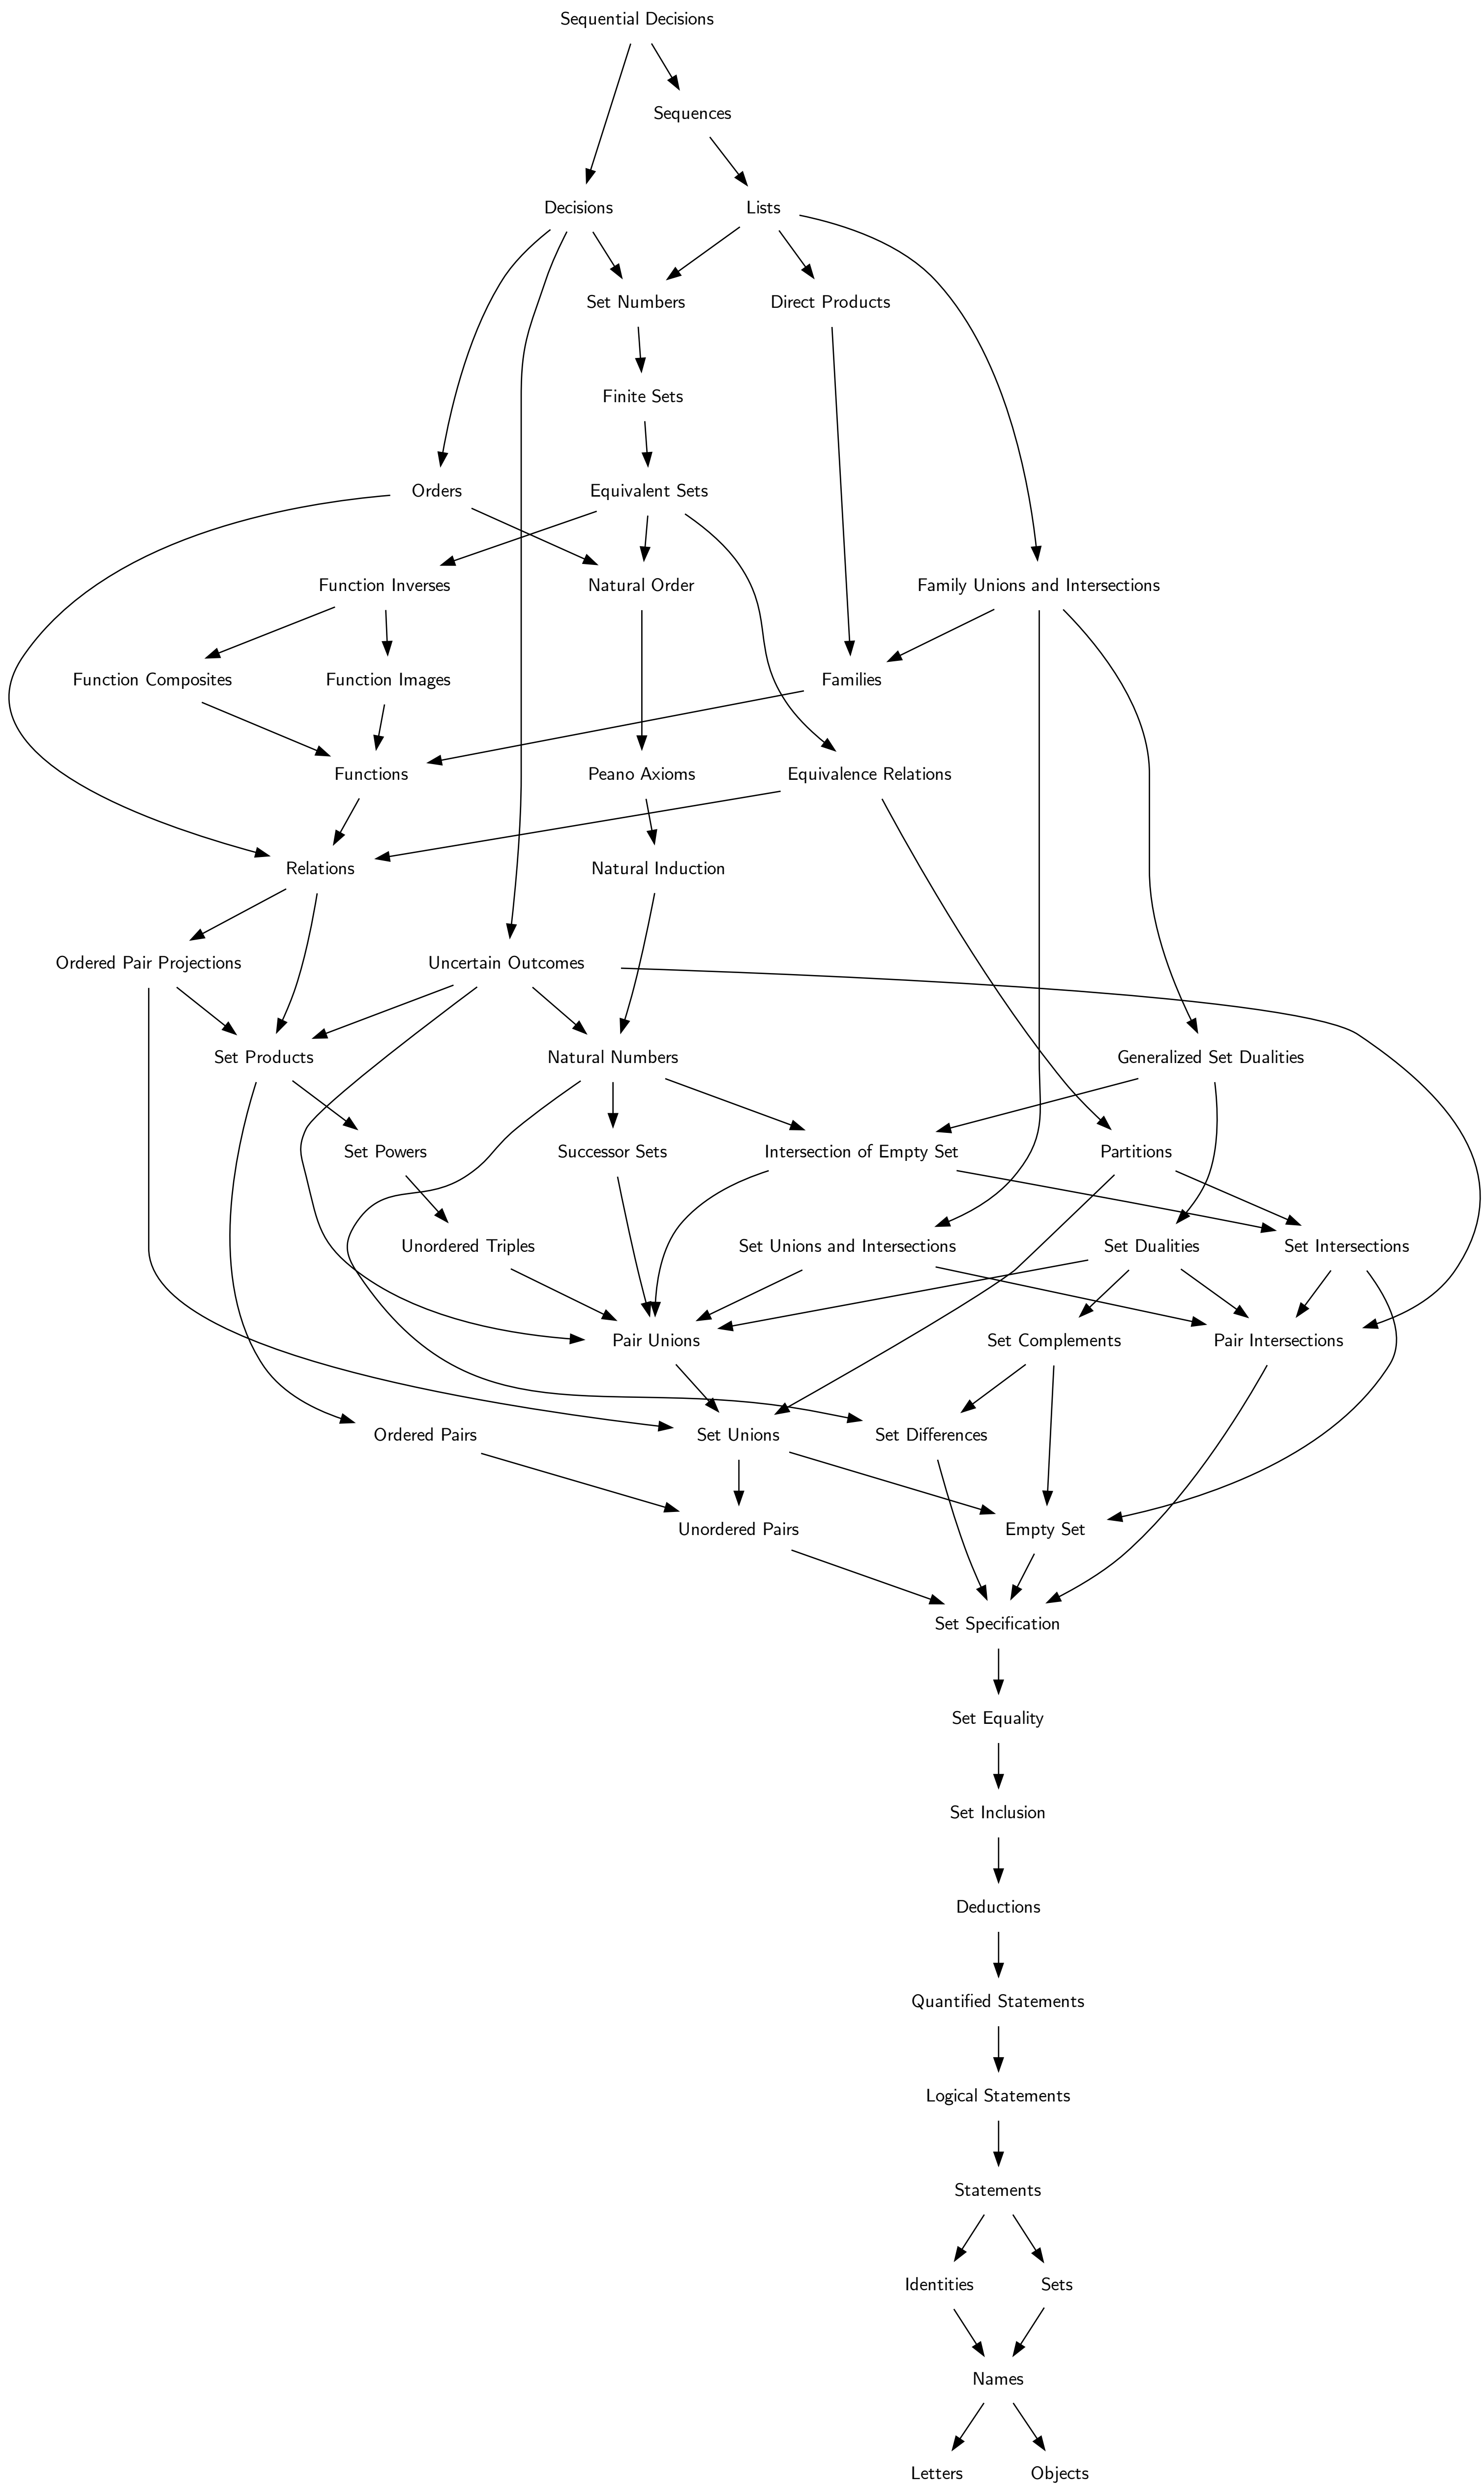 Sequential Decisions
Sequences
Decisions
Lists
Set Numbers
Direct Products
Finite Sets
Orders
Equivalent Sets
Function Inverses
Natural Order
Family Unions and Intersections
Function Composites
Function Images
Families
Functions
Peano Axioms
Equivalence Relations
Relations
Natural Induction
Ordered Pair Projections
Uncertain Outcomes
Set Products
Natural Numbers
Generalized Set Dualities
Set Powers
Successor Sets
Intersection of Empty Set
Partitions
Unordered Triples
Set Unions and Intersections
Set Dualities
Set Intersections
Pair Unions
Set Complements
Pair Intersections
Ordered Pairs
Set Unions
Set Differences
Unordered Pairs
Empty Set
Set Specification
Set Equality
Set Inclusion
Deductions
Quantified Statements
Logical Statements
Statements
Identities
Sets
Names
Letters
Objects